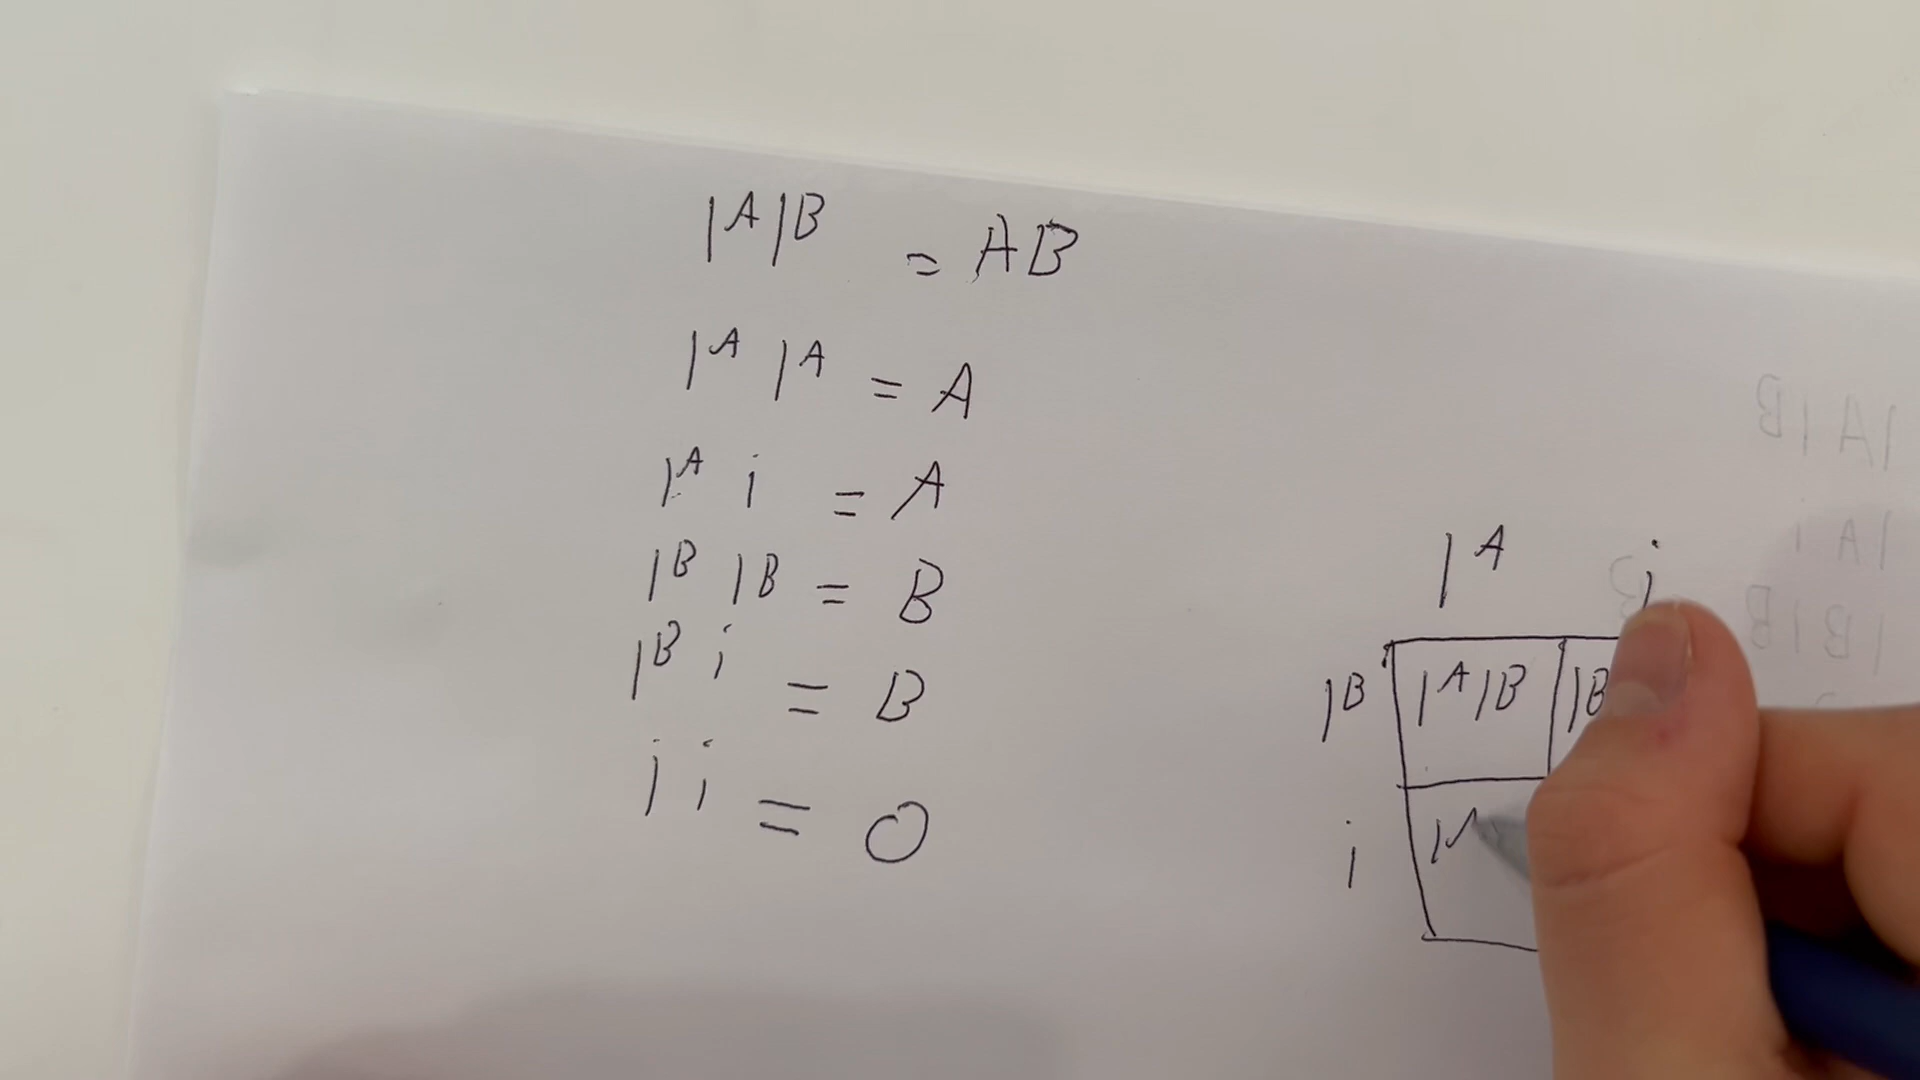 I^A I^B = AB
I^A I^A = A
I^A i = A
I^B I^B = B
I^B i = B
i i = O
I^A i
I^B I^A I^B I^B
i I^A